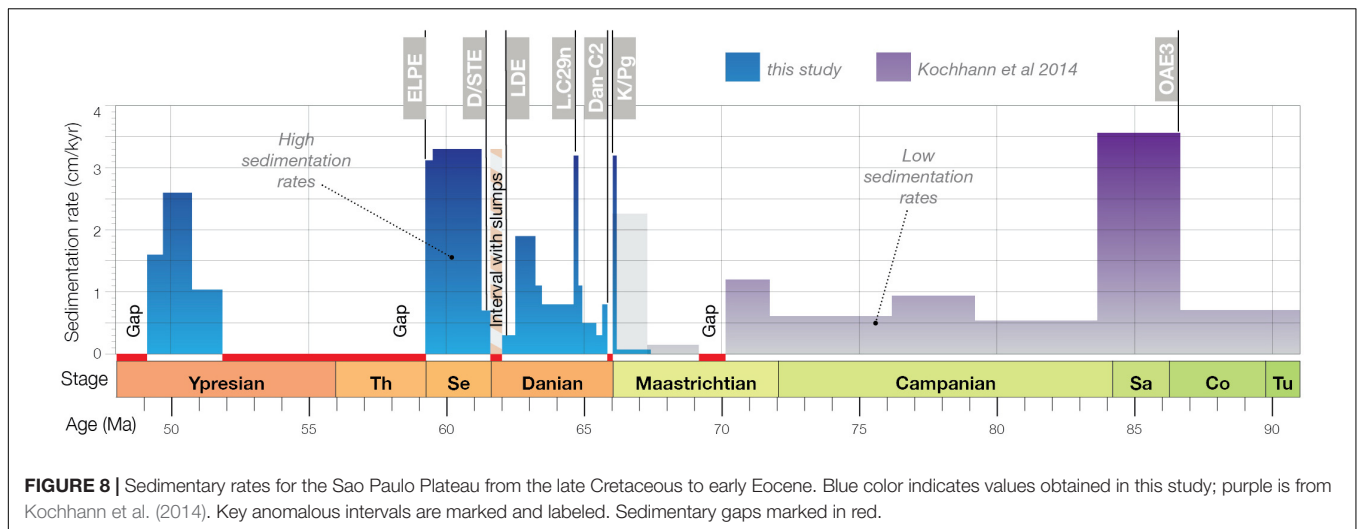 ELPE
D/STE
LDE
L.C29n
Dan-C2
K/Pg
OAE3
this study
Kochhann et al 2014
Sedimentation rate (cm/kyr)
4
3
2
1
0
High
sedimentation
rates
Low
sedimentation
rates
Gap
Gap
Interval with slumps
Gap
Stage
Ypresian
Th
Se
Danian
Maastrichtian
Campanian
Sa
Co
Tu
Age (Ma)
50
55
60
65
70
75
80
85
90
FIGURE 8 | Sedimentary rates for the Sao Paulo Plateau from the late Cretaceous to early Eocene. Blue color indicates values obtained in this study; purple is from
Kochhann et al. (2014). Key anomalous intervals are marked and labeled. Sedimentary gaps marked in red.